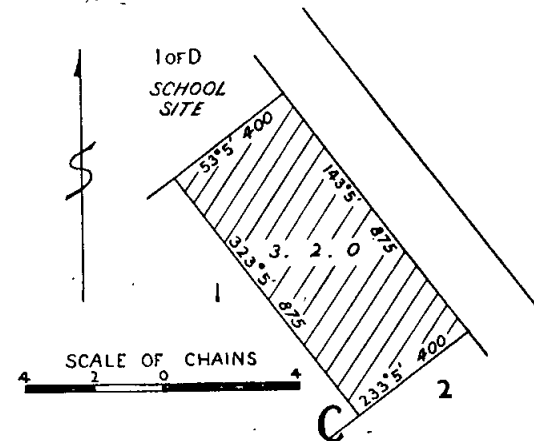 1 OF D
SCHOOL
SITE
53°5' 400
143°5' 875
3. 2. 0
323°5' 875
1
SCALE OF CHAINS
4 2 0 4
233°5' 400
2
C